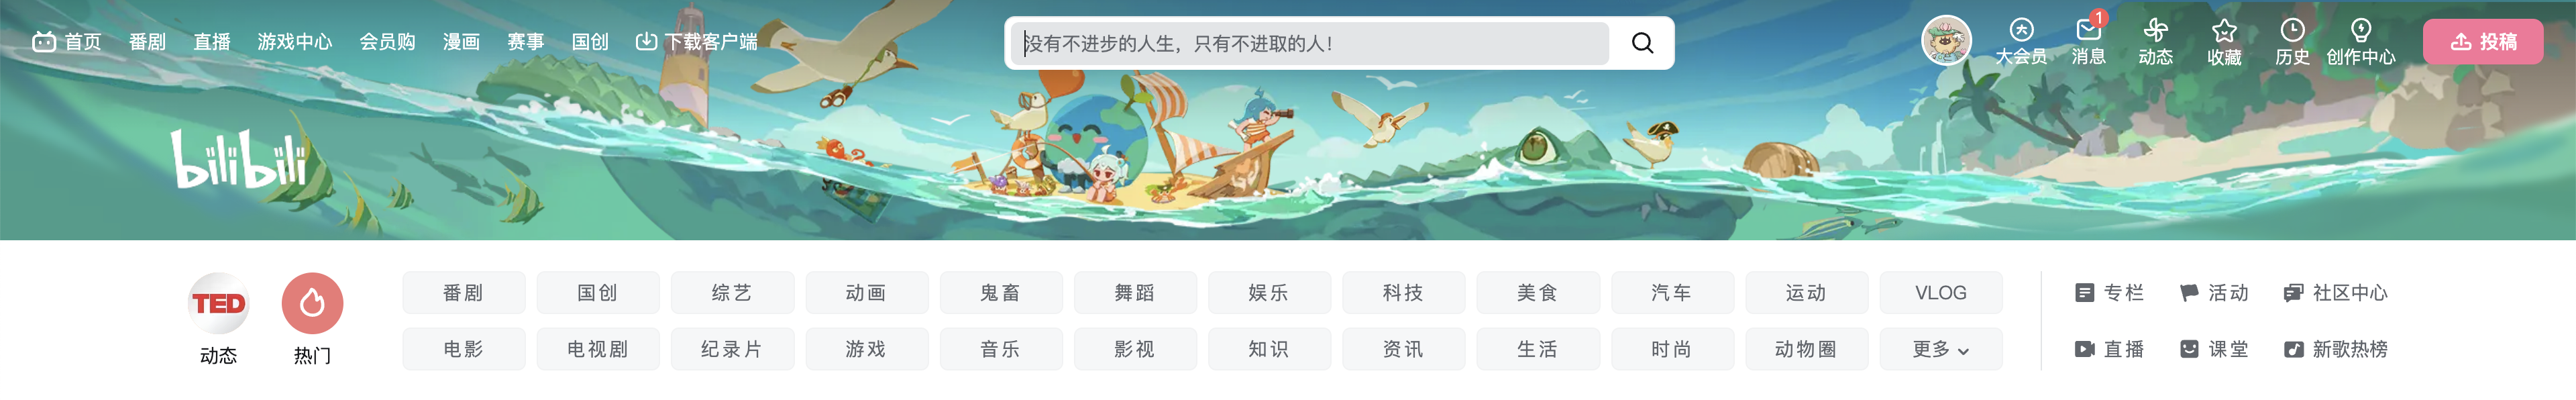 首页 番剧 直播 游戏中心 会员购 漫画 赛事 国创 下载客户端 没有不进步的人生，只有不进取的人！ 大会员 1 消息 动态 收藏 历史 创作中心 投稿
bilibili
番剧 国创 综艺 动画 鬼畜 舞蹈 娱乐 科技 美食 汽车 运动 VLOG 专栏 活动 社区中心
TED
动态 热门 电影 电视剧 纪录片 游戏 音乐 影视 知识 资讯 生活 时尚 动物圈 更多 直播 课堂 新歌热榜